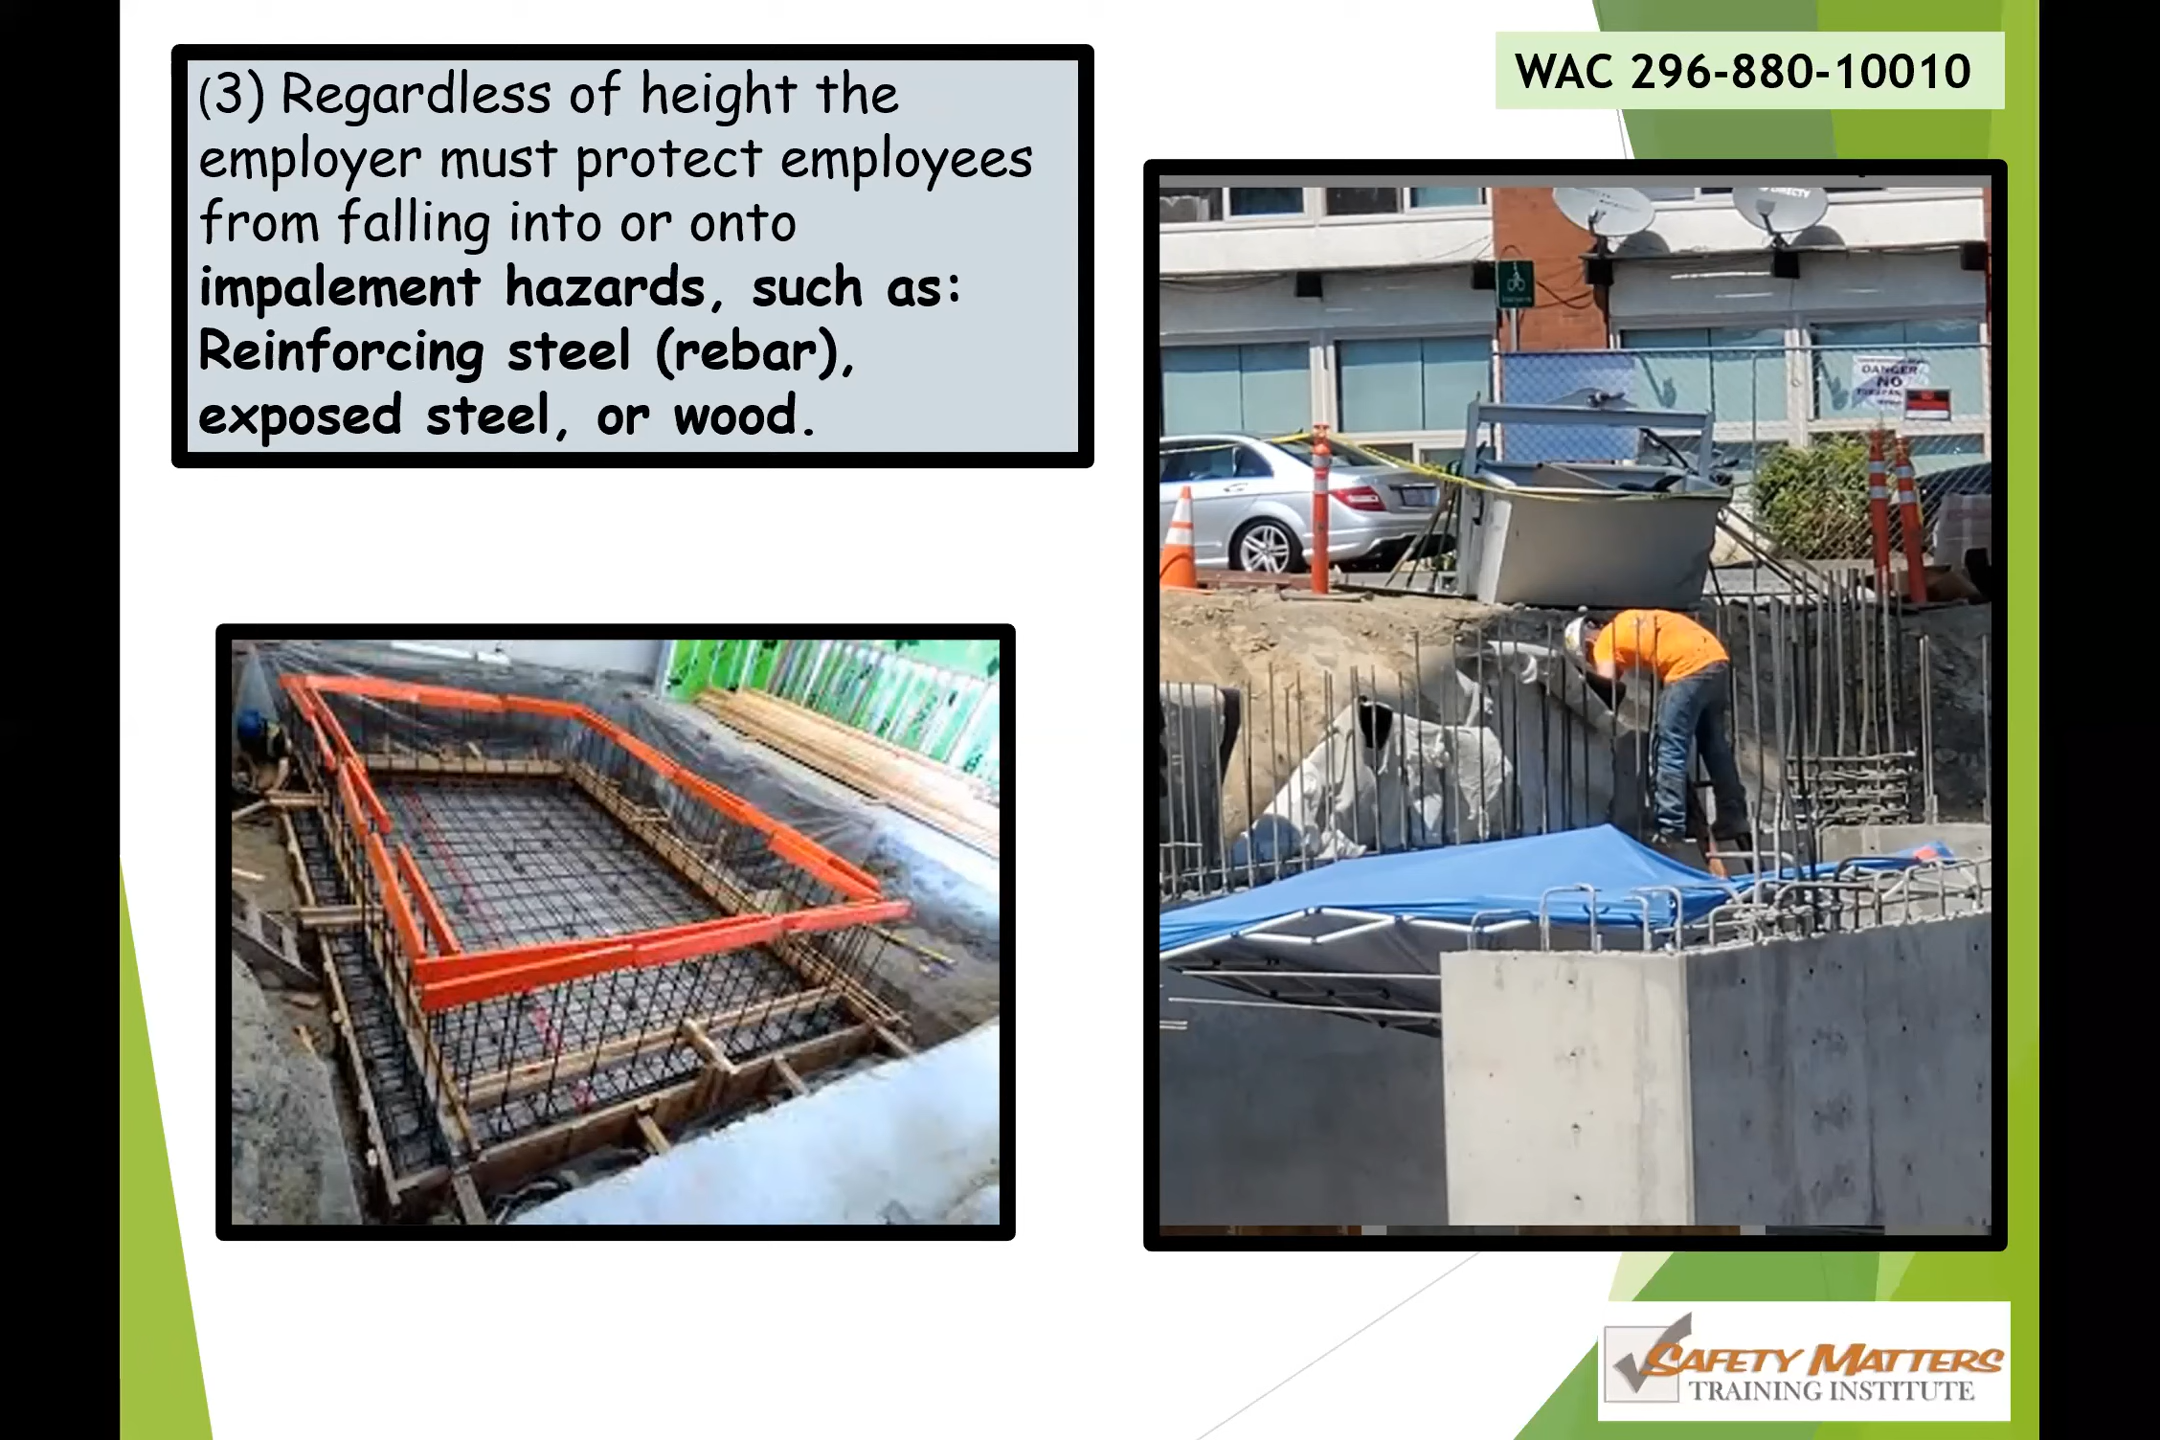 (3) Regardless of height the
employer must protect employees
from falling into or onto
impalement hazards, such as:
Reinforcing steel (rebar),
exposed steel, or wood.
WAC 296-880-10010
DIRECTV
DANGER
NO
SAFETY MATTERS
TRAINING INSTITUTE